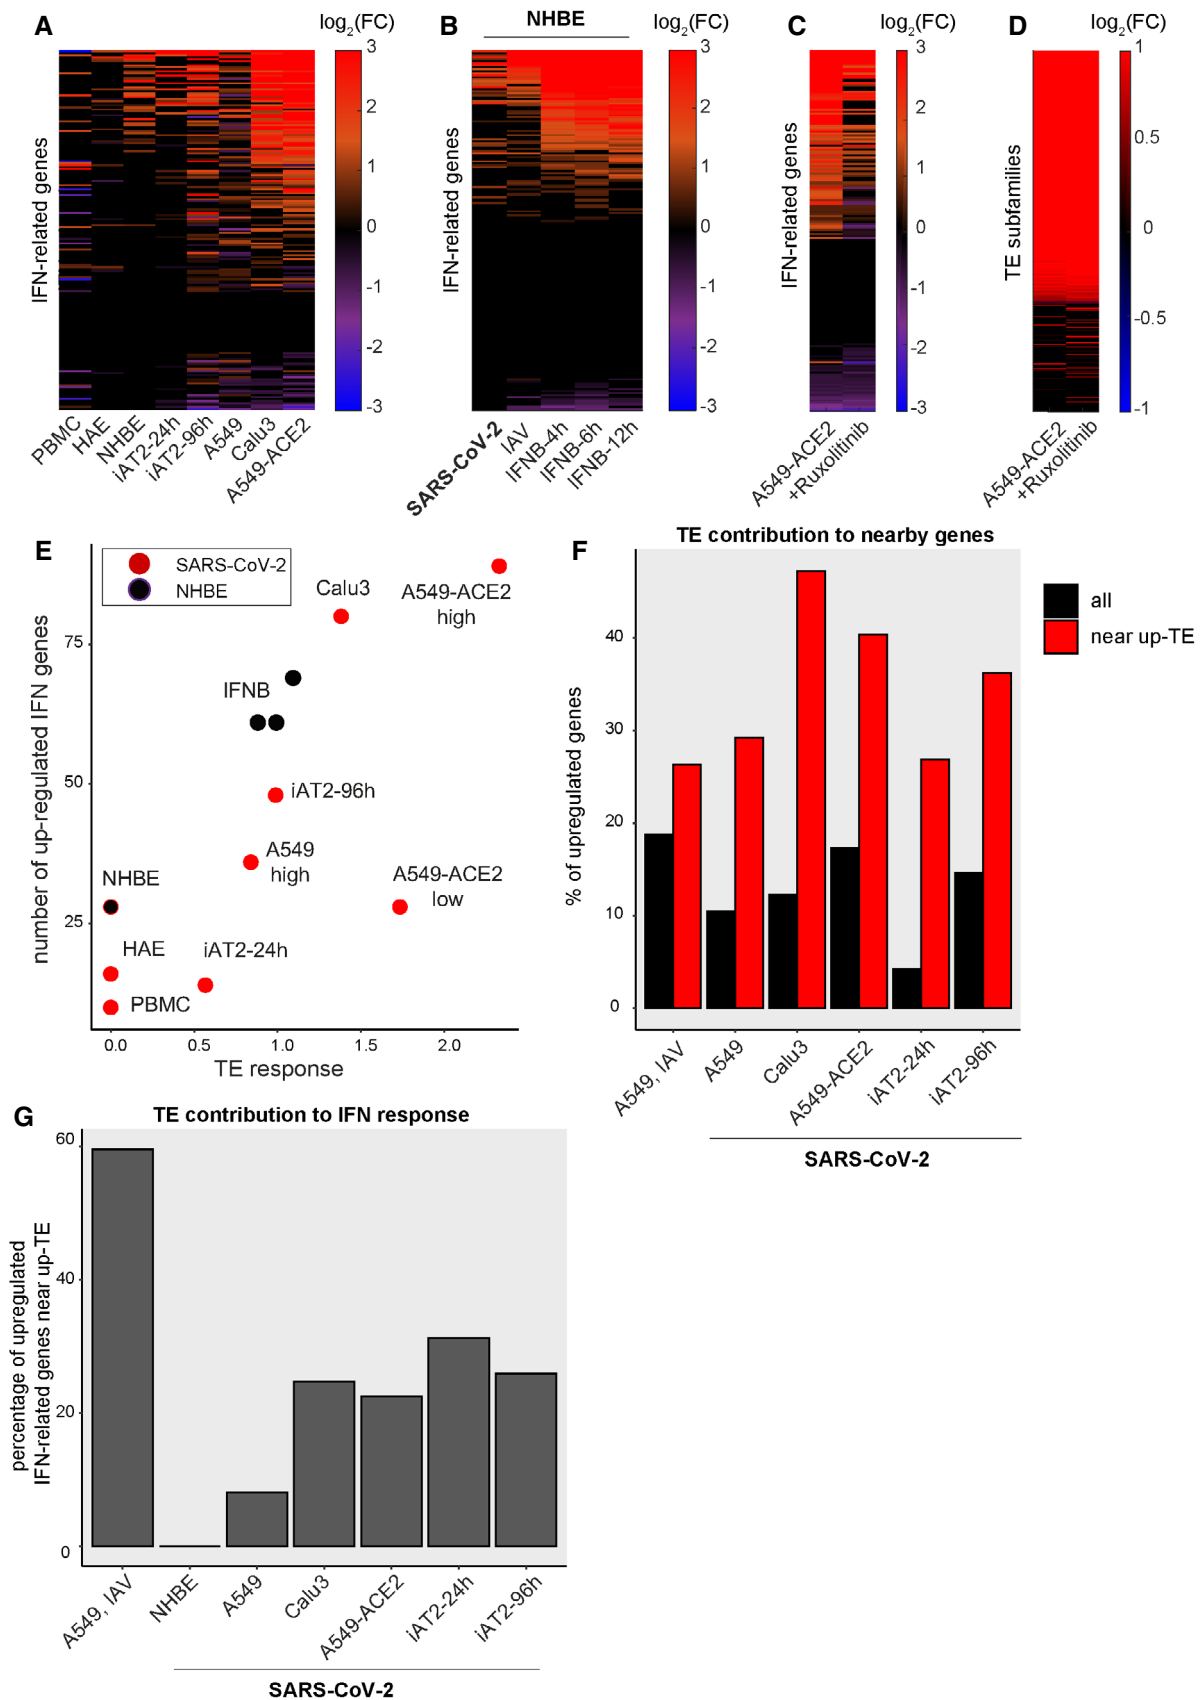 A
log2(FC)
3
2
1
0
-1
-2
-3
IFN-related genes
PBMC
HAE
NHBE
iAT2-24h
iAT2-96h
A549
Calu3
A549-ACE2
B
NHBE
log2(FC)
3
2
1
0
-1
-2
-3
IFN-related genes
SARS-CoV-2
IAV
IFNB-4h
IFNB-6h
IFNB-12h
C
log2(FC)
3
2
1
0
-1
-2
-3
IFN-related genes
A549-ACE2
+Ruxolitinib
D
log2(FC)
1
0.5
0
-0.5
-1
TE subfamilies
A549-ACE2
+Ruxolitinib
E
SARS-CoV-2
NHBE
Calu3
A549-ACE2
high
IFNB
iAT2-96h
A549
high
A549-ACE2
low
NHBE
HAE
iAT2-24h
PBMC
75
50
25
number of up-regulated IFN genes
0.0
0.5
1.0
1.5
2.0
TE response
F
TE contribution to nearby genes
all
near up-TE
40
30
20
10
0
% of upregulated genes
A549, IAV
A549
Calu3
A549-ACE2
iAT2-24h
iAT2-96h
SARS-CoV-2
G
TE contribution to IFN response
60
40
20
0
percentage of upregulated
IFN-related genes near up-TE
A549, IAV
NHBE
A549
Calu3
A549-ACE2
iAT2-24h
iAT2-96h
SARS-CoV-2